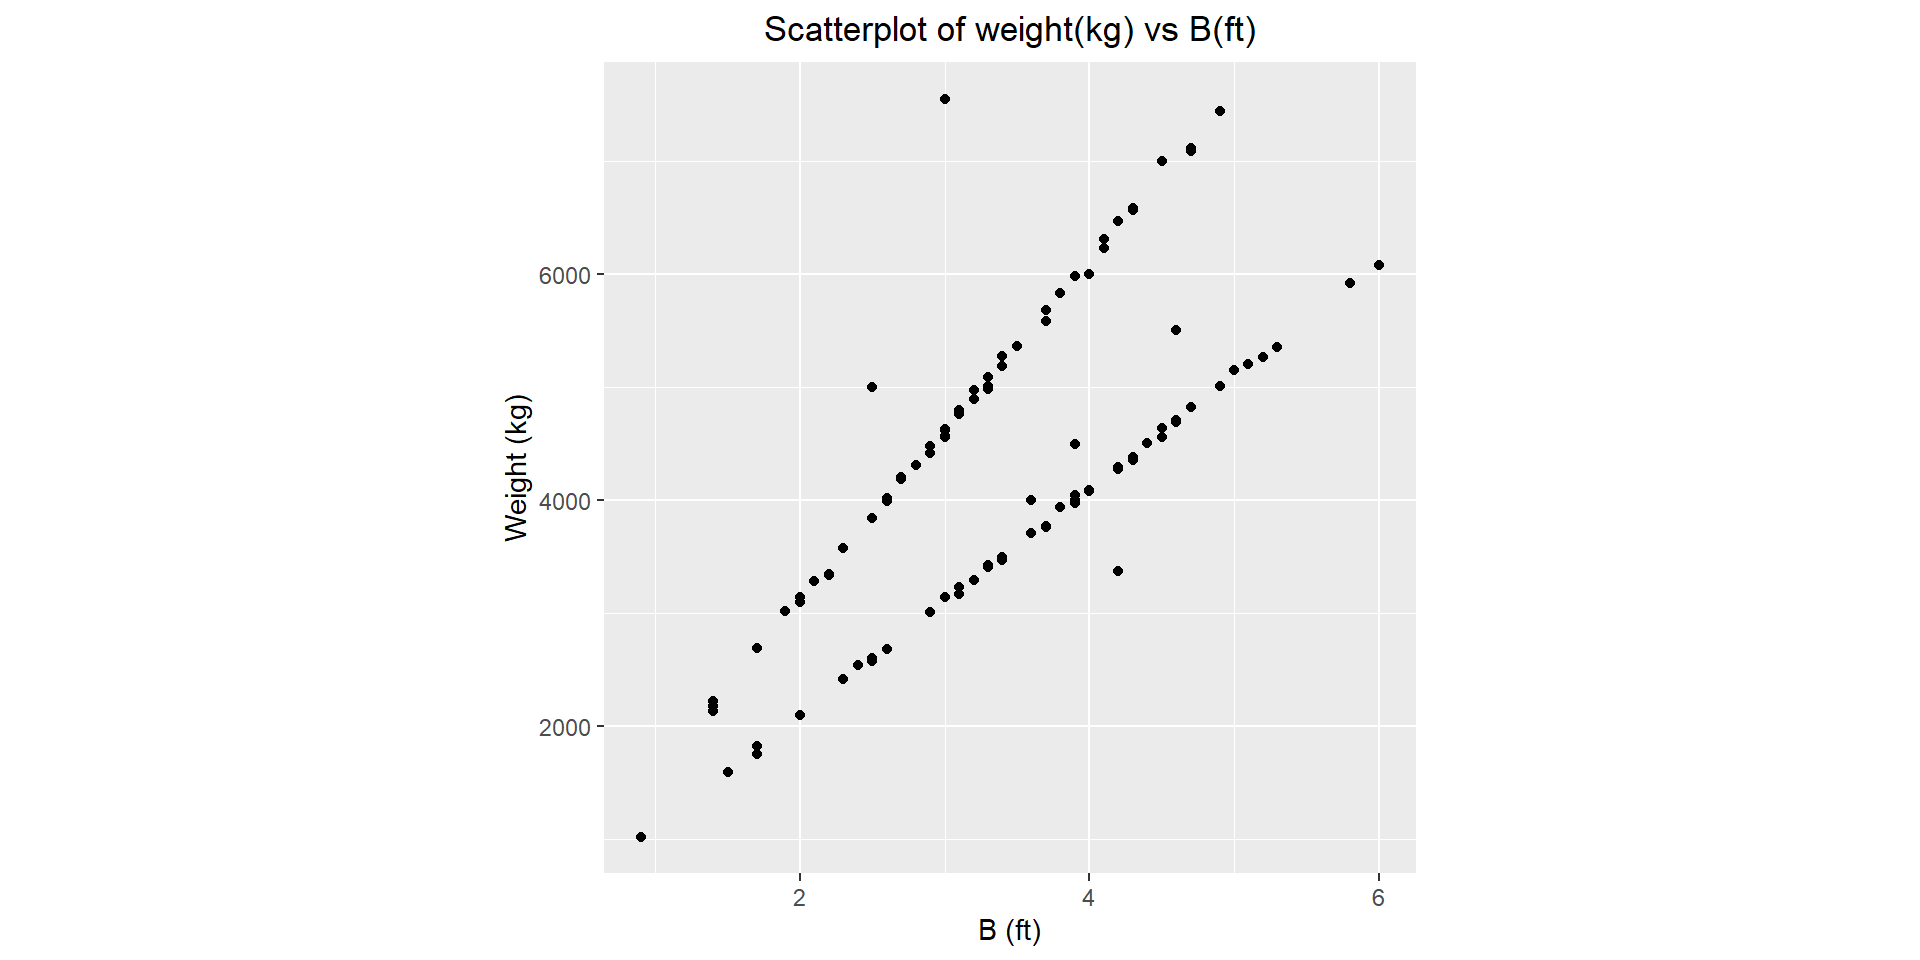 Scatterplot of weight(kg) vs B(ft)
6000
4000
2000
Weight (kg)
2 4 6
B (ft)